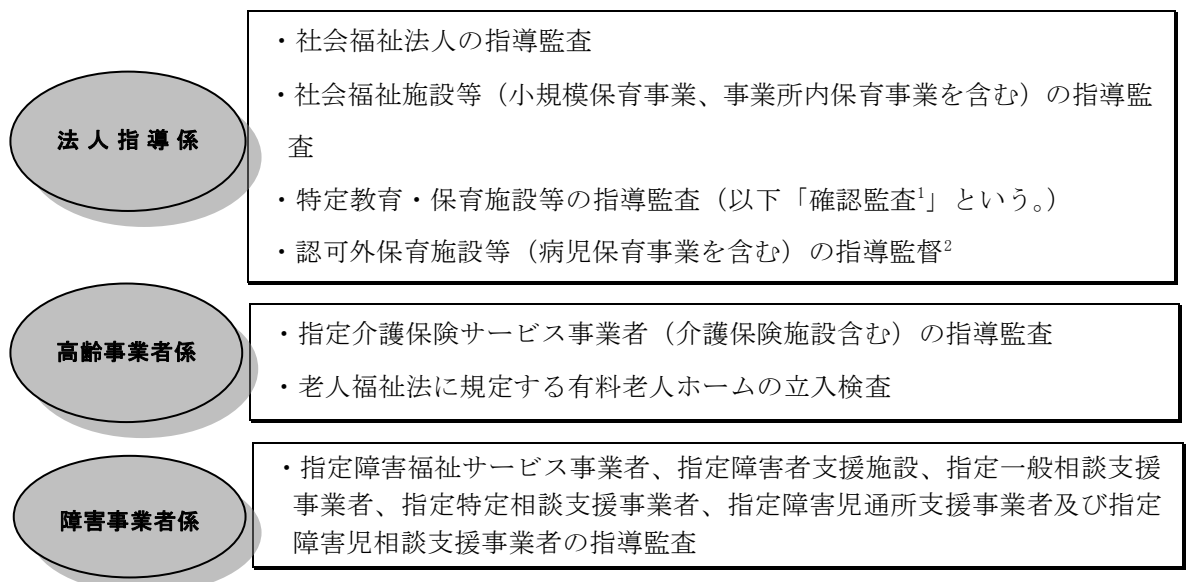 法人指導係
・社会福祉法人の指導監査
・社会福祉施設等（小規模保育事業、事業所内保育事業を含む）の指導監
査
・特定教育・保育施設等の指導監査（以下「確認監査1」という。）
・認可外保育施設等（病児保育事業を含む）の指導監督2
高齢事業者係
・指定介護保険サービス事業者（介護保険施設含む）の指導監査
・老人福祉法に規定する有料老人ホームの立入検査
障害事業者係
・指定障害福祉サービス事業者、指定障害者支援施設、指定一般相談支援
事業者、指定特定相談支援事業者、指定障害児通所支援事業者及び指定
障害児相談支援事業者の指導監査